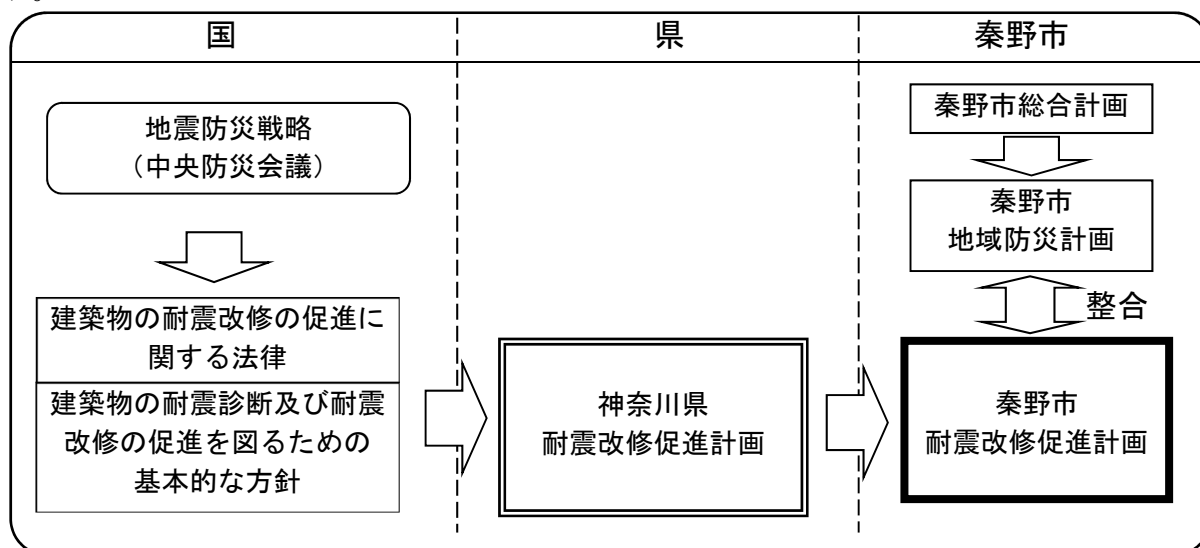 国
県
秦野市
地震防災戦略
（中央防災会議）
建築物の耐震改修の促進に
関する法律
建築物の耐震診断及び耐震
改修の促進を図るための
基本的な方針
神奈川県
耐震改修促進計画
秦野市総合計画
秦野市
地域防災計画
整合
秦野市
耐震改修促進計画